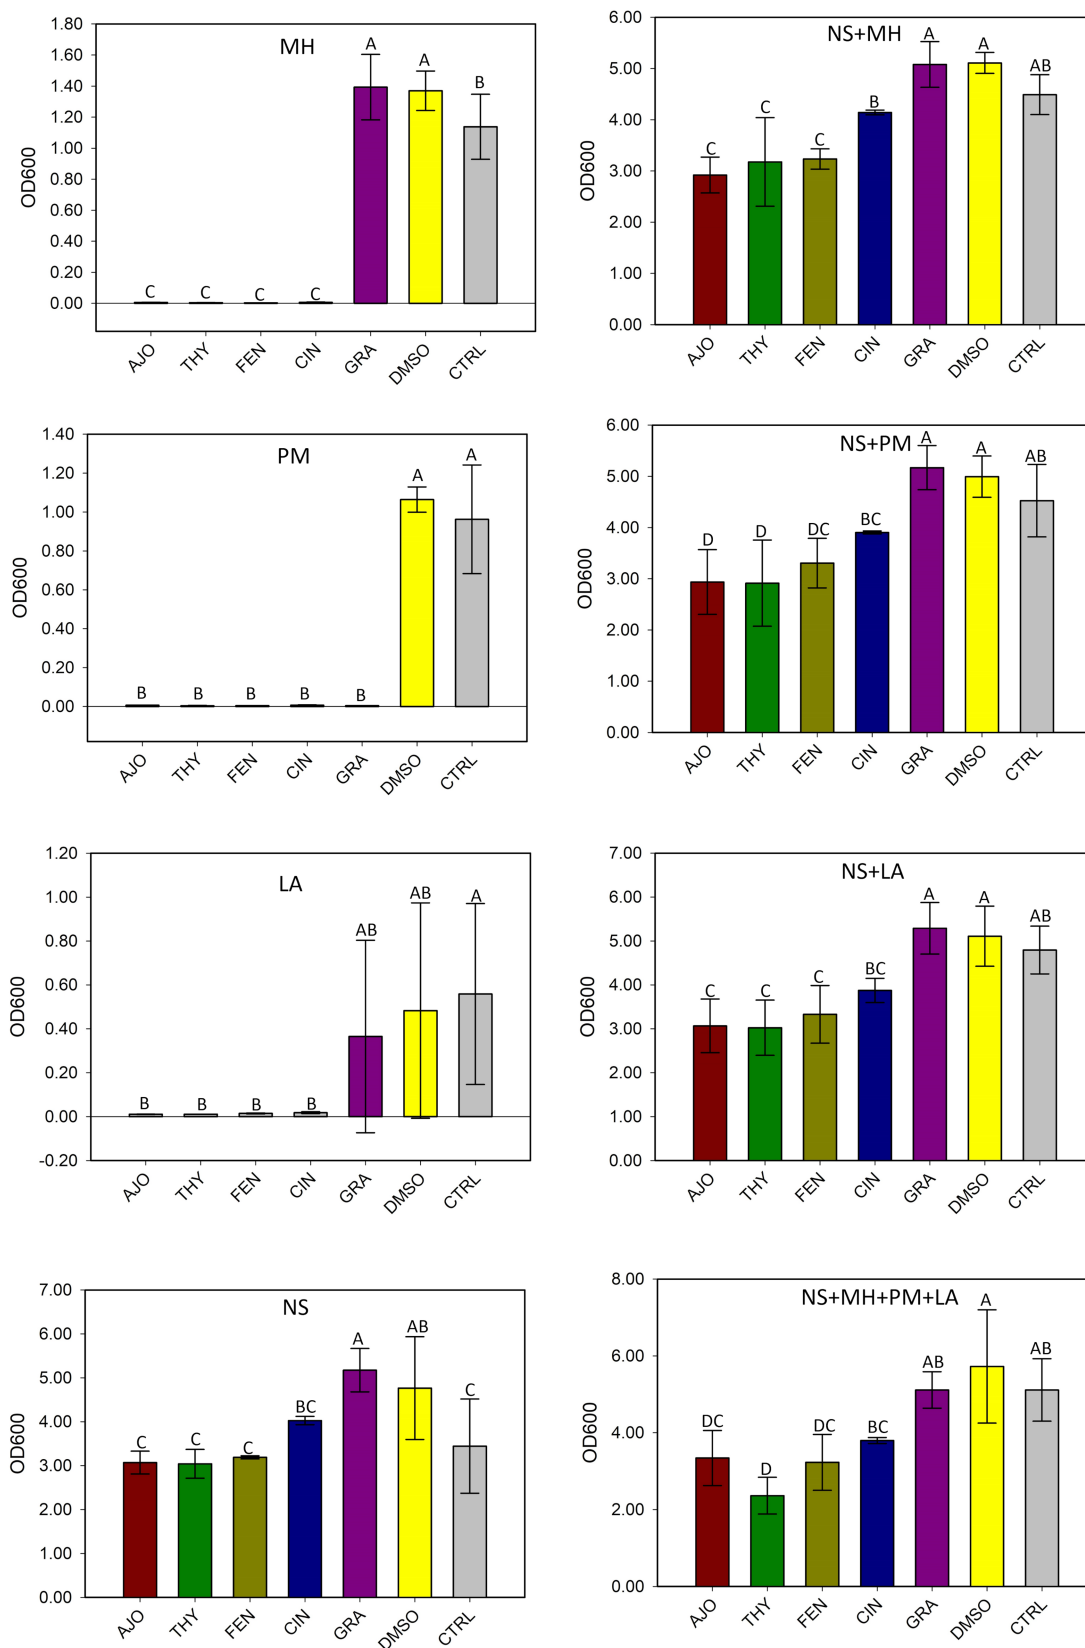 MH
OD600
1.80
1.60
1.40
1.20
1.00
0.80
0.60
0.40
0.20
0.00
C C C C A A B
AJO THY FEN CIN GRA DMSO CTRL
NS+MH
OD600
6.00
5.00
4.00
3.00
2.00
1.00
0.00
C C C B A A AB
AJO THY FEN CIN GRA DMSO CTRL
PM
OD600
1.40
1.20
1.00
0.80
0.60
0.40
0.20
0.00
B B B B B A A
AJO THY FEN CIN GRA DMSO CTRL
NS+PM
OD600
6.00
5.00
4.00
3.00
2.00
1.00
0.00
D D DC BC A A AB
AJO THY FEN CIN GRA DMSO CTRL
LA
OD600
1.20
1.00
0.80
0.60
0.40
0.20
0.00
-0.20
B B B B AB AB A
AJO THY FEN CIN GRA DMSO CTRL
NS+LA
OD600
7.00
6.00
5.00
4.00
3.00
2.00
1.00
0.00
C C C BC A A AB
AJO THY FEN CIN GRA DMSO CTRL
NS
OD600
7.00
6.00
5.00
4.00
3.00
2.00
1.00
0.00
C C C BC A AB C
AJO THY FEN CIN GRA DMSO CTRL
NS+MH+PM+LA
OD600
8.00
6.00
4.00
2.00
0.00
DC D DC BC AB A AB
AJO THY FEN CIN GRA DMSO CTRL